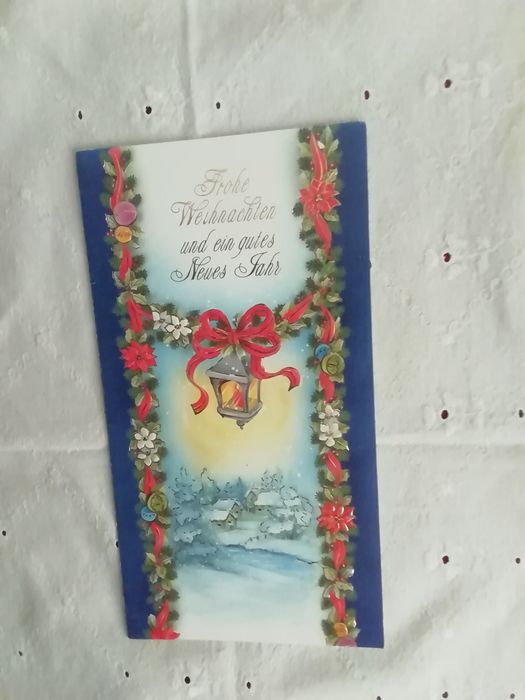 Frohe
Weihnachten
und ein gutes
Neues Jahr